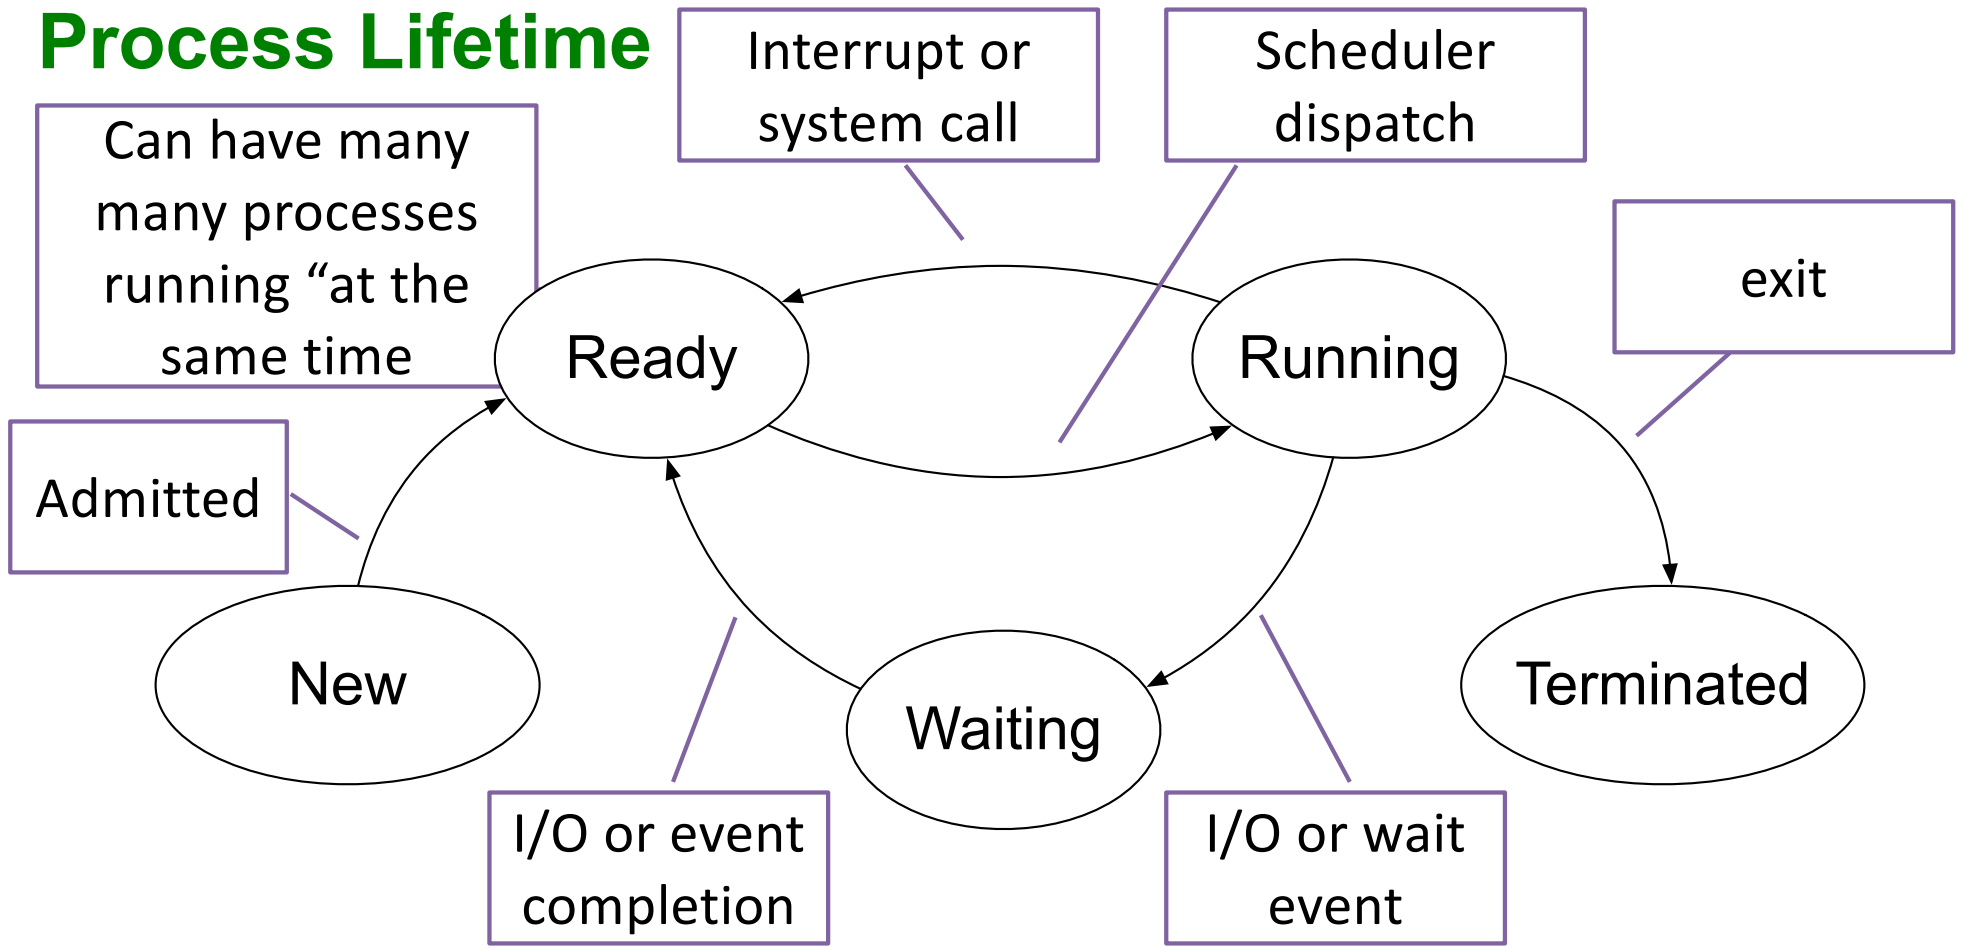 Process Lifetime
Interrupt or
system call
Scheduler
dispatch
Can have many
many processes
running “at the
same time
exit
Ready
Running
Admitted
New
Waiting
Terminated
I/O or event
completion
I/O or wait
event